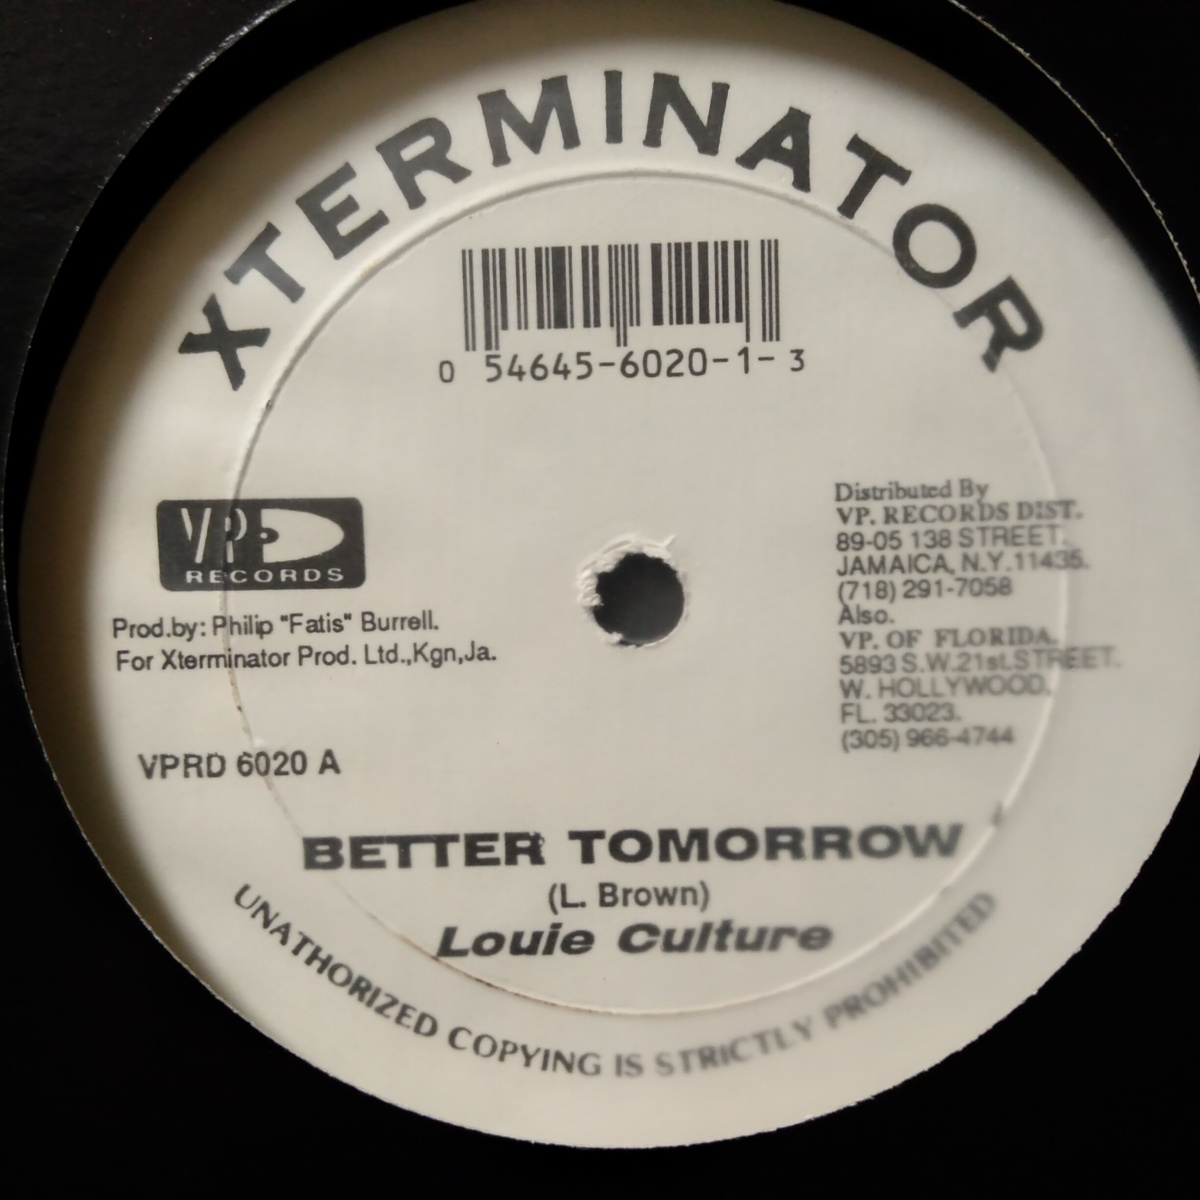 XTERMINATOR
0 54645-6020-1-3
VP
RECORDS
Prod.by: Philip "Fatis" Burrell.
For Xterminator Prod. Ltd.,Kgn,Ja.
VPRD 6020 A
Distributed By
VP. RECORDS DIST.
89-05 138 STREET.
JAMAICA, N.Y.11435.
(718) 291-7058
Also.
VP. OF FLORIDA.
5893 S.W.21st.STREET.
W. HOLLYWOOD.
FL. 33023.
(305) 966-4744
BETTER TOMORROW
(L. Brown)
Louie Culture
UNATHORIZED COPYING IS STRICTLY PROHIBITED